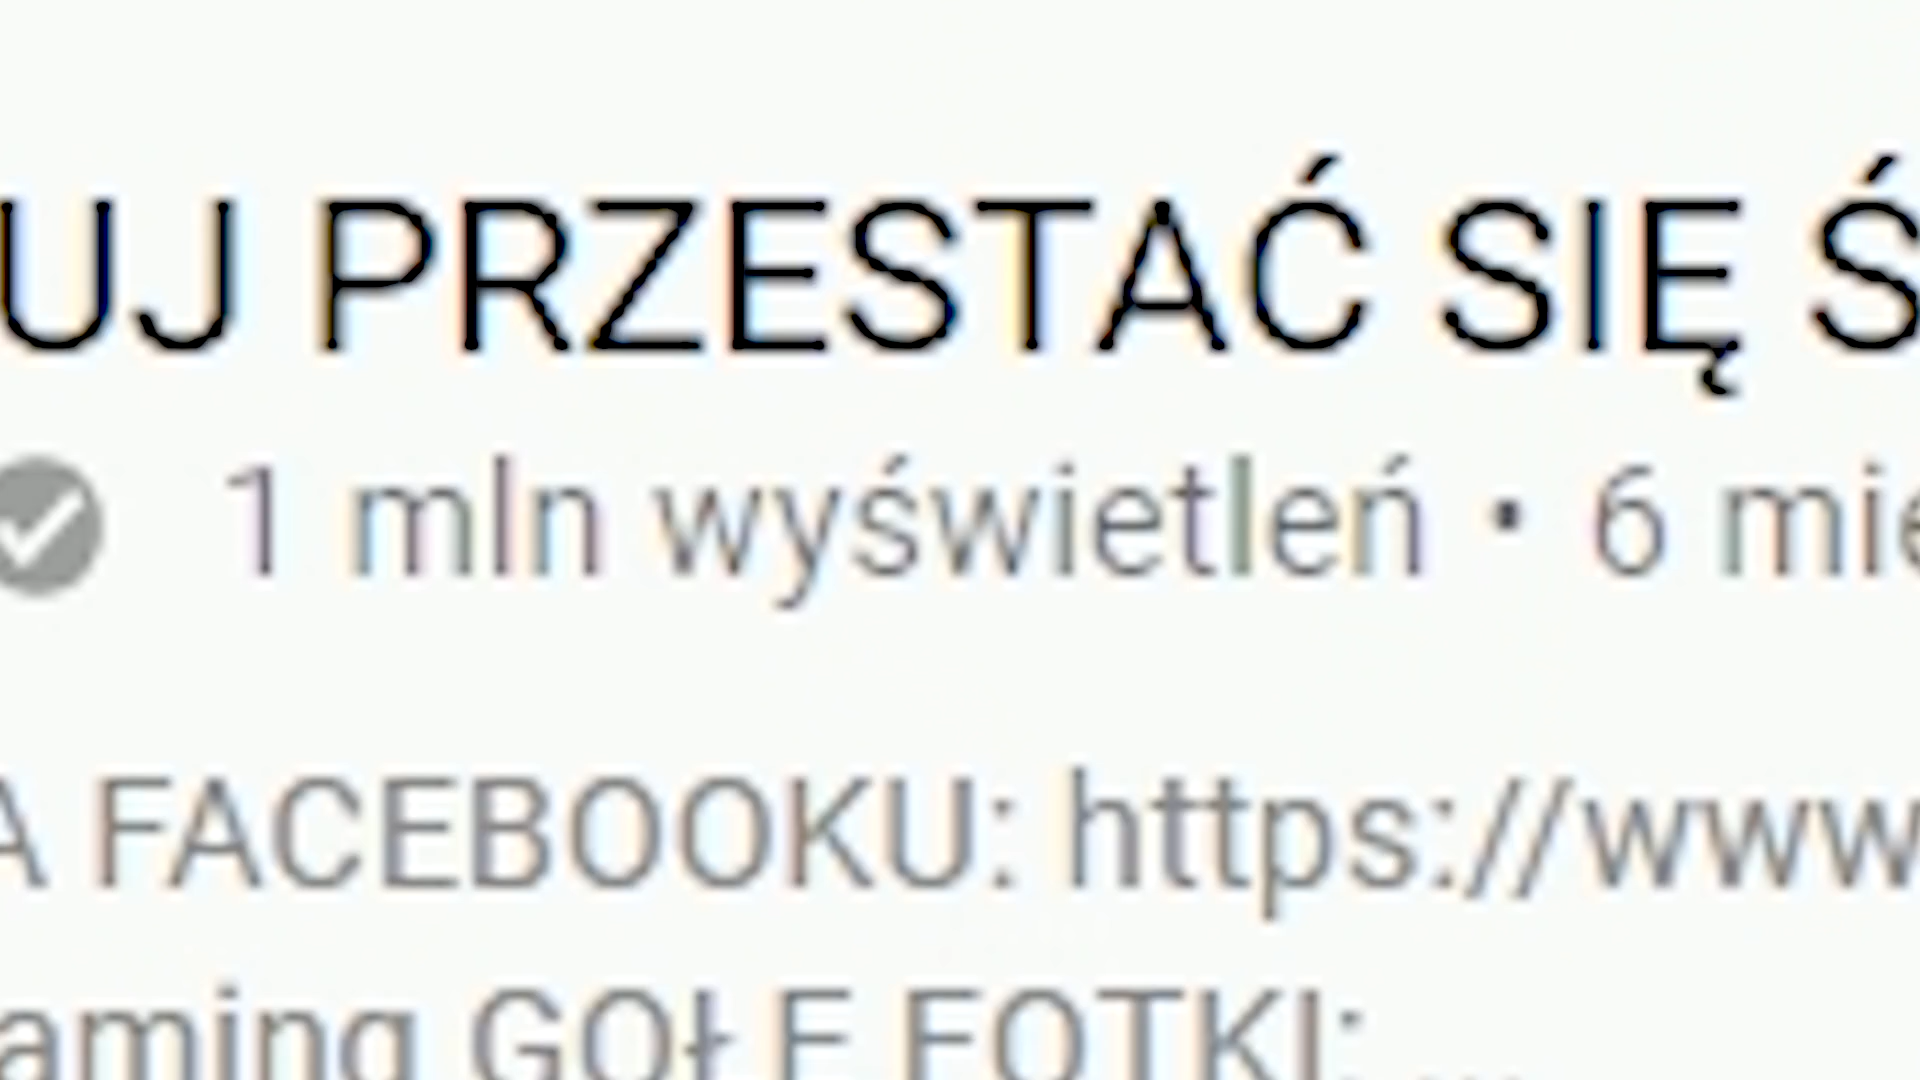 UJ PRZESTAĆ SIĘ Ś
1 mln wyświetleń • 6 mie
A FACEBOOKU: https://www
aming GOŁE FOTKI: ...